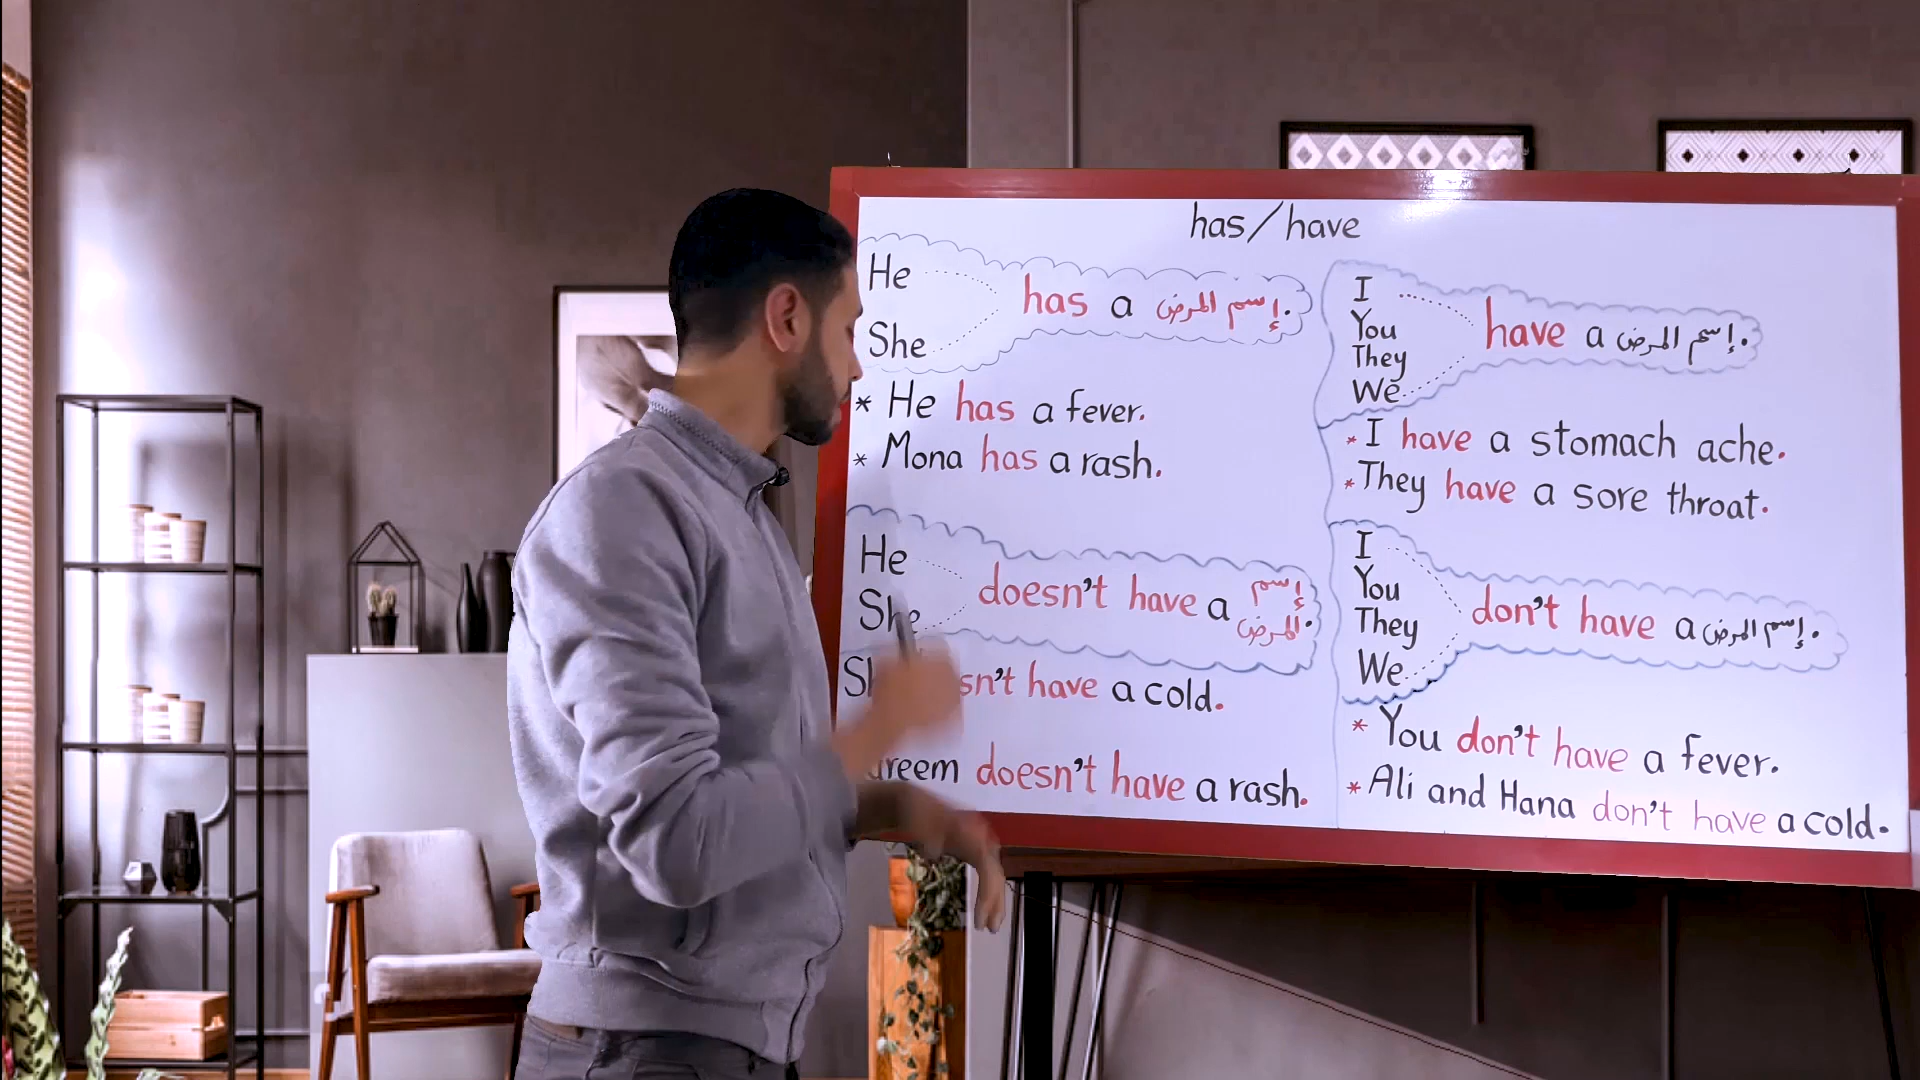 has/have
He
She
has a إسم المرض.
* He has a fever.
* Mona has a rash.
He
She
doesn't have a إسم المرض.
have a cold.
doesn't have a rash.
I
You
They
We
have a إسم المرض.
* I have a stomach ache.
* They have a sore throat.
I
You
They
We
don't have a إسم المرض.
* You don't have a fever.
* Ali and Hana don't have a cold.